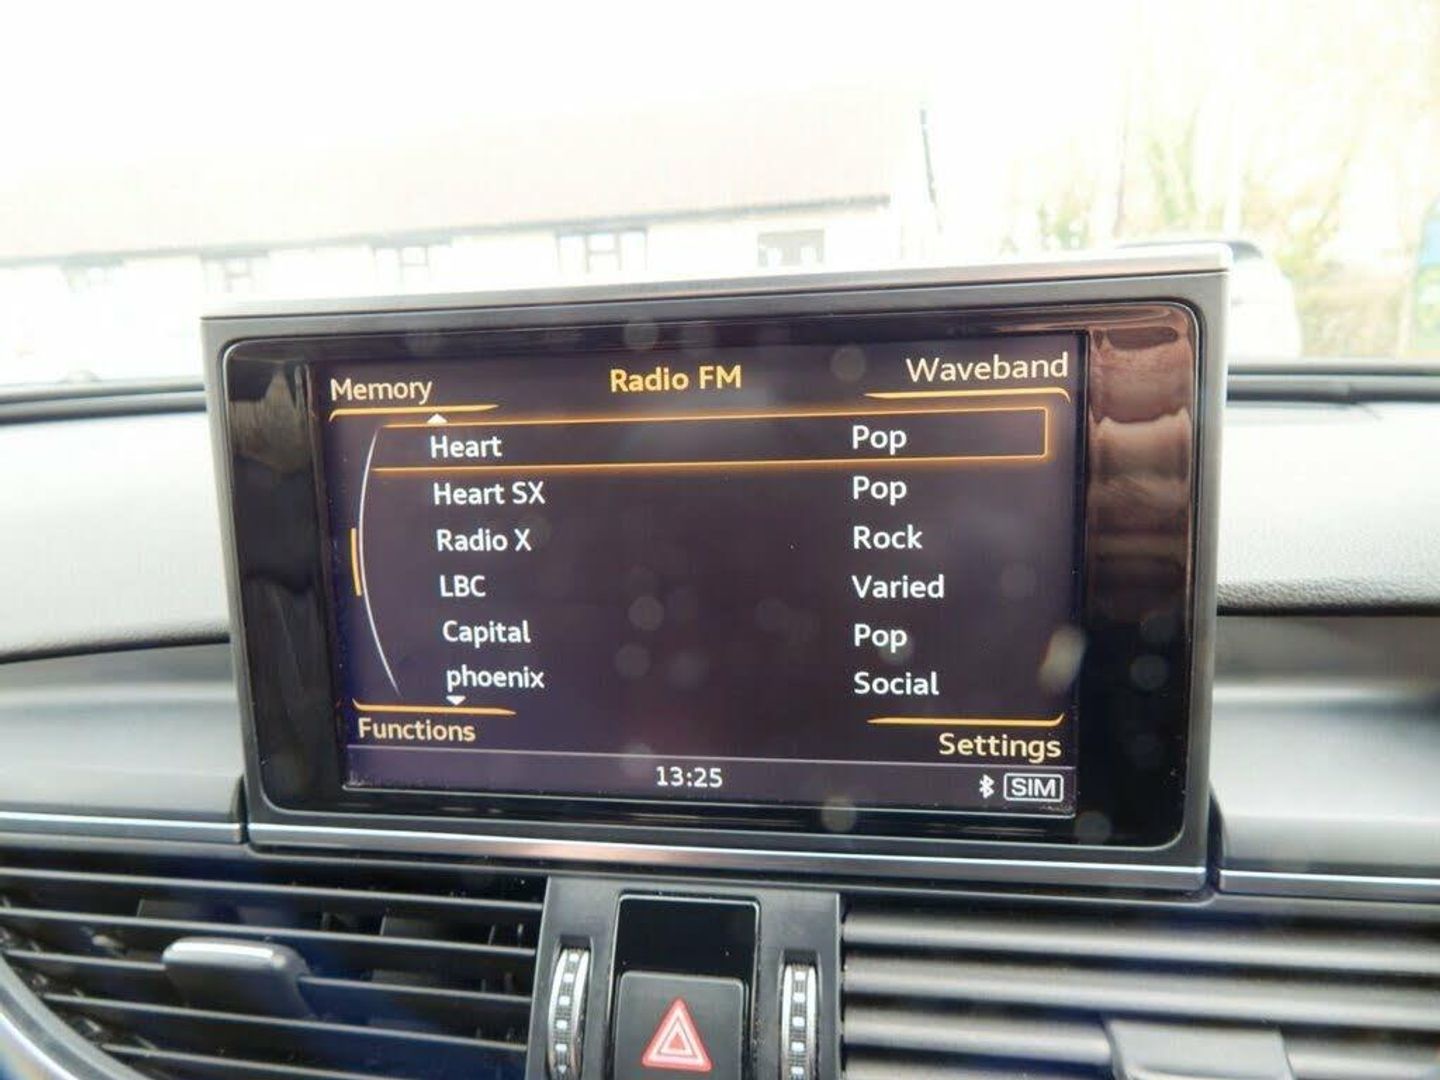 Memory Radio FM Waveband
Heart Pop
Heart SX Pop
Radio X Rock
LBC Varied
Capital Pop
phoenix Social
Functions Settings
13:25 SIM